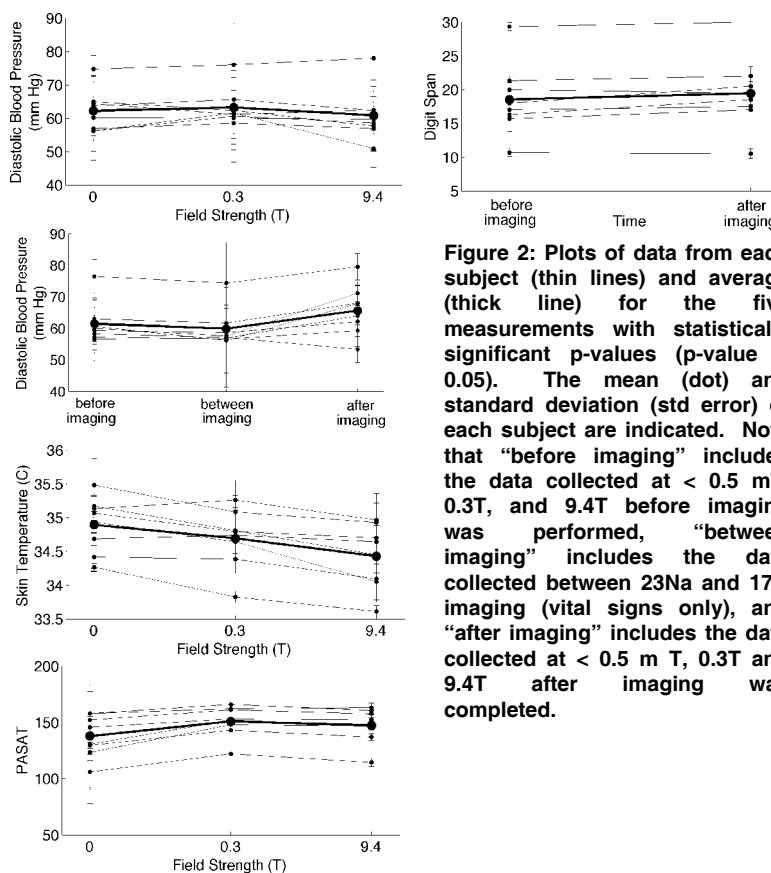 90
80
70
60
50
40
Diastolic Blood Pressure
(mm Hg)
0
0.3
9.4
Field Strength (T)
30
25
20
15
10
5
Digit Span
before
imaging
Time
after
imaging
90
80
70
60
50
40
Diastolic Blood Pressure
(mm Hg)
before
imaging
between
imaging
after
imaging
36
35.5
35
34.5
34
33.5
Skin Temperature (C)
0
0.3
9.4
Field Strength (T)
200
150
100
50
PASAT
0
0.3
9.4
Field Strength (T)
Figure 2: Plots of data from eac
subject (thin lines) and averag
(thick line) for the fiv
measurements with statistical
significant p-values (p-value
0.05). The mean (dot) an
standard deviation (std error) o
each subject are indicated. Not
that “before imaging” include
the data collected at < 0.5 m
0.3T, and 9.4T before imagin
was performed, “betwee
imaging” includes the dat
collected between 23Na and 17
imaging (vital signs only), an
“after imaging” includes the dat
collected at < 0.5 m T, 0.3T an
9.4T after imaging wa
completed.